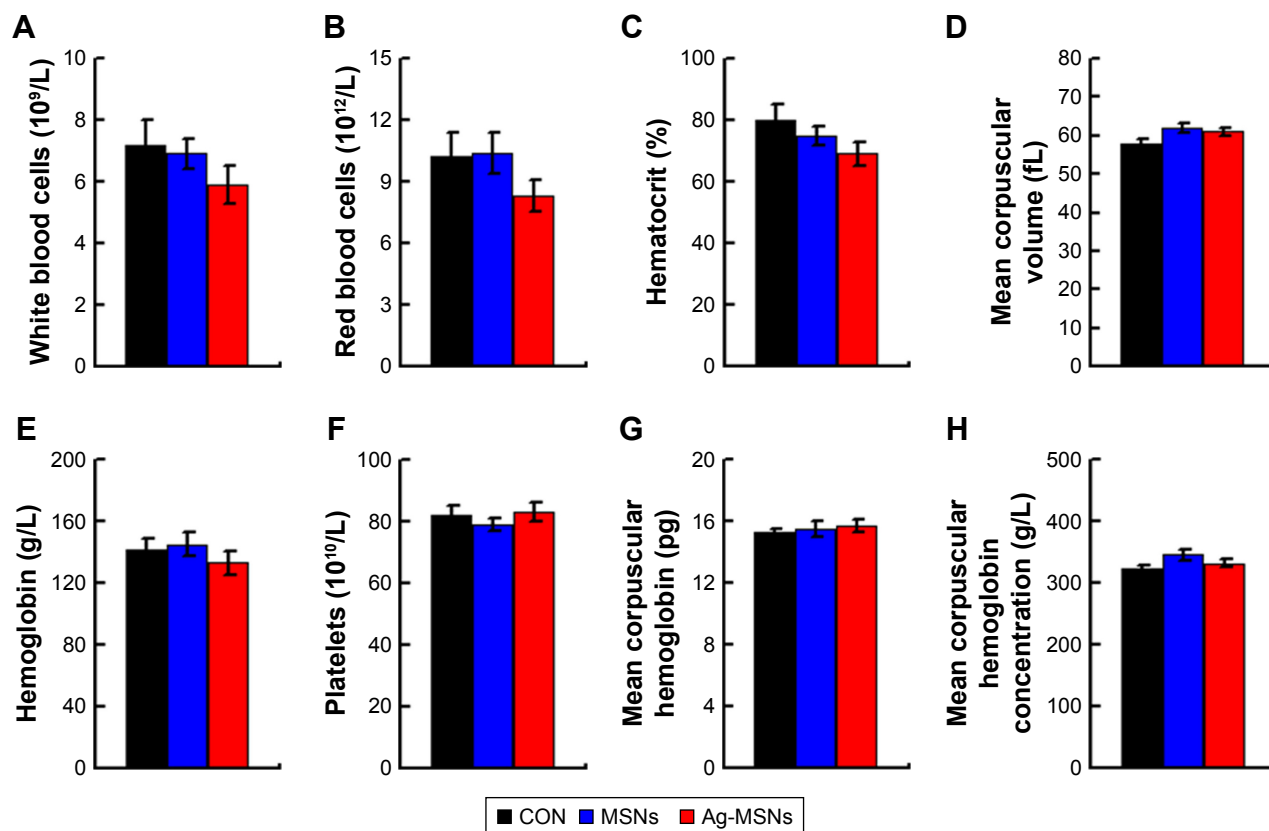 A
White blood cells (10⁹/L)
10
8
6
4
2
0
B
Red blood cells (10¹²/L)
15
12
9
6
3
0
C
Hematocrit (%)
100
80
60
40
20
0
D
Mean corpuscular
volume (fL)
80
70
60
50
40
30
20
10
0
E
Hemoglobin (g/L)
200
160
120
80
40
0
F
Platelets (10¹⁰/L)
100
80
60
40
20
0
G
Mean corpuscular
hemoglobin (pg)
20
16
12
8
4
0
H
Mean corpuscular
hemoglobin
concentration (g/L)
500
400
300
200
100
0
CON MSNs Ag-MSNs